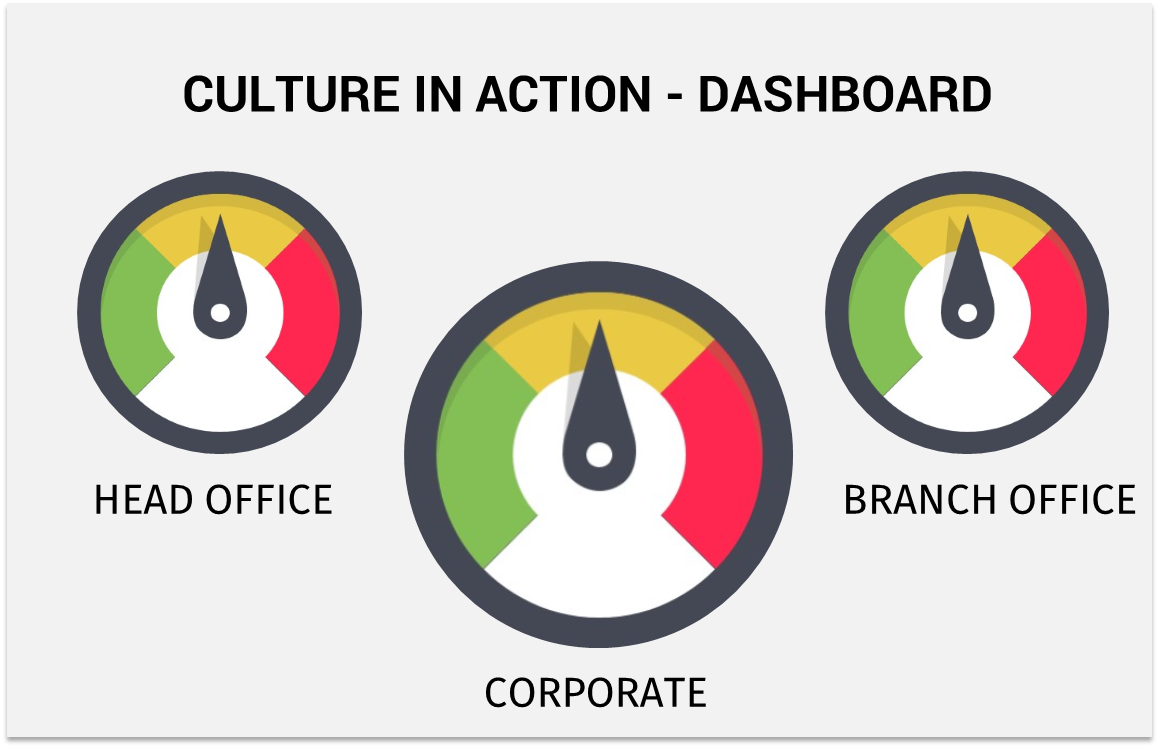 CULTURE IN ACTION - DASHBOARD
HEAD OFFICE
BRANCH OFFICE
CORPORATE